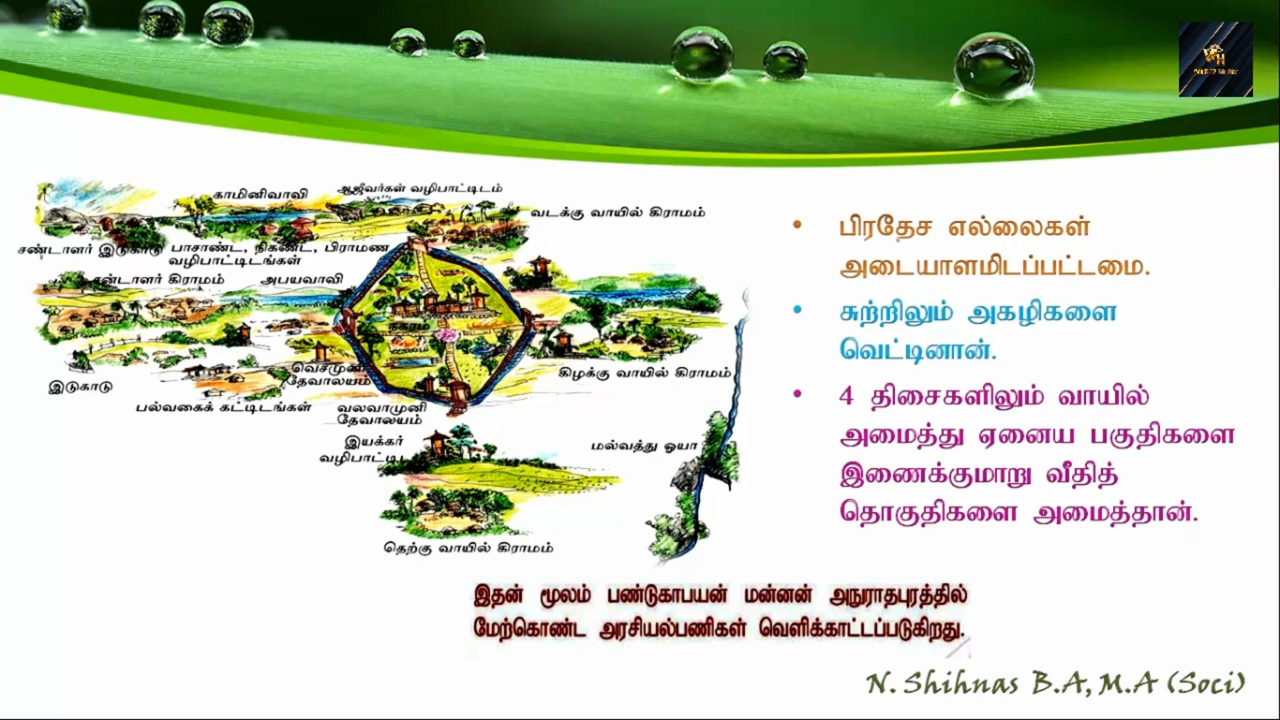 காமினிவாவி
ஆஜீவர்கள் வழிபாட்டிடம்
வடக்கு வாயில் கிராமம்
சண்டாளர் இடுகாடு
பாசாண்ட, நிகண்ட, பிராமண
வழிபாட்டிடங்கள்
சண்டாளர் கிராமம்
அபயவாவி
நகரம்
வெசமுனி
தேவாலயம்
கிழக்கு வாயில் கிராமம்
இடுகாடு
பல்வகைக் கட்டிடங்கள்
வலவாமுனி
தேவாலயம்
இயக்கர்
வழிபாட்டி
மல்வத்து ஓயா
தெற்கு வாயில் கிராமம்
• பிரதேச எல்லைகள்
அடையாளமிடப்பட்டமை.
• சுற்றிலும் அகழிகளை
வெட்டினான்.
• 4 திசைகளிலும் வாயில்
அமைத்து ஏனைய பகுதிகளை
இணைக்குமாறு வீதித்
தொகுதிகளை அமைத்தான்.
இதன் மூலம் பண்டுகாபயன் மன்னன் அநுராதபுரத்தில்
மேற்கொண்ட அரசியல்பணிகள் வெளிக்காட்டப்படுகிறது.
N. Shihnas B.A, M.A (Soci)